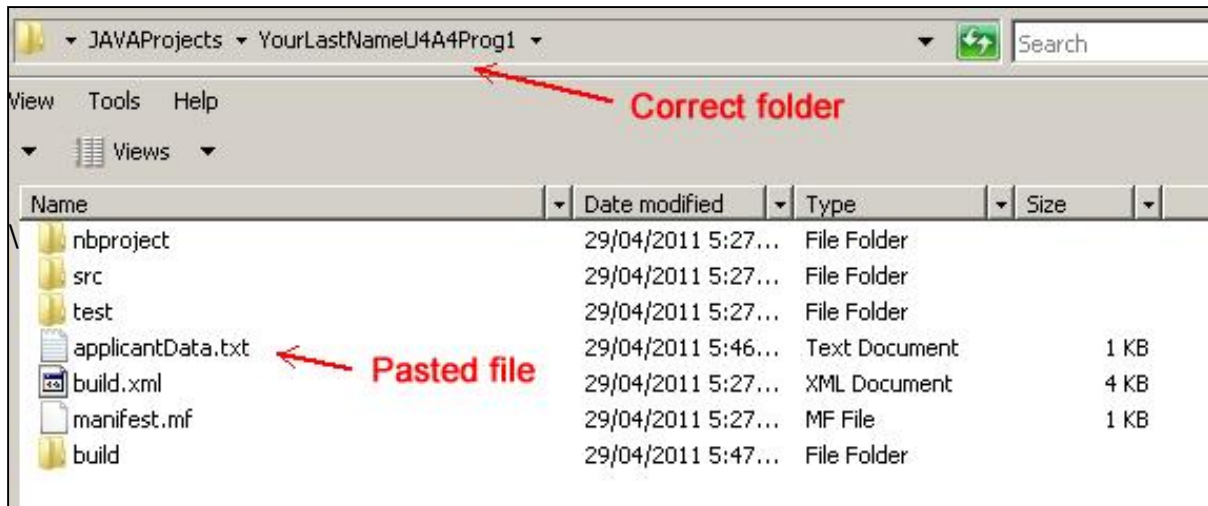 JAVAProjects YourLastNameU4A4Prog1 Search
Correct folder
View Tools Help
Views
Name Date modified Type Size
\ nbproject 29/04/2011 5:27... File Folder
src 29/04/2011 5:27... File Folder
test 29/04/2011 5:27... File Folder
applicantData.txt 29/04/2011 5:46... Text Document 1 KB
Pasted file
build.xml 29/04/2011 5:27... XML Document 4 KB
manifest.mf 29/04/2011 5:27... MF File 1 KB
build 29/04/2011 5:47... File Folder